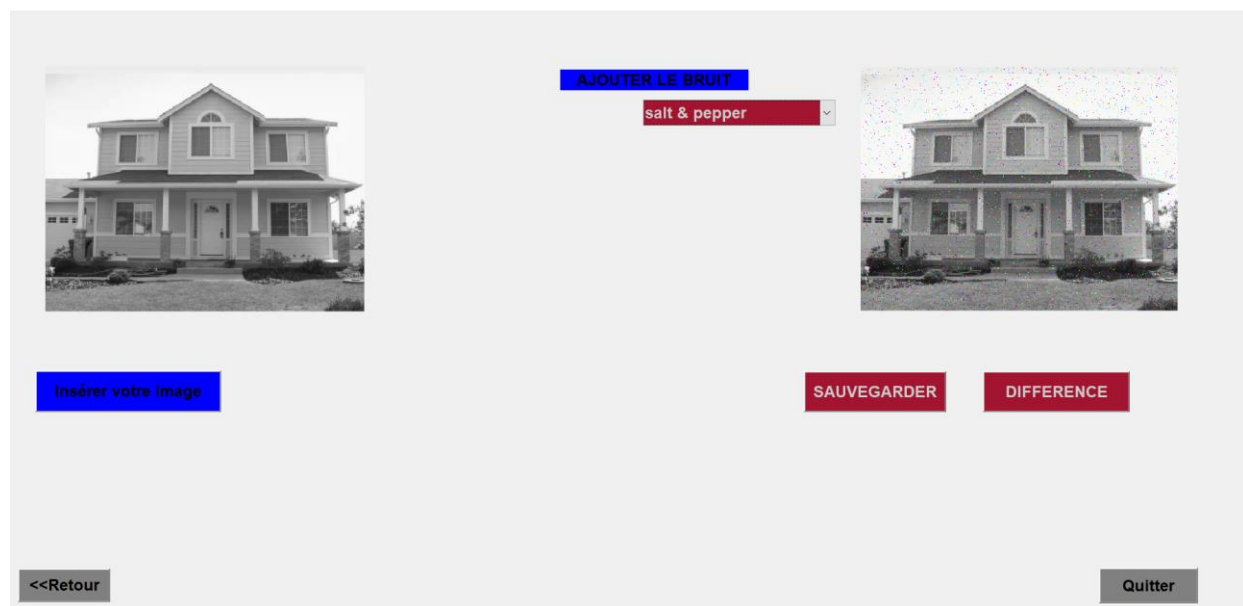 AJOUTER LE BRUIT
salt & pepper
Insérer votre image
SAUVEGARDER
DIFFERENCE
<<Retour
Quitter